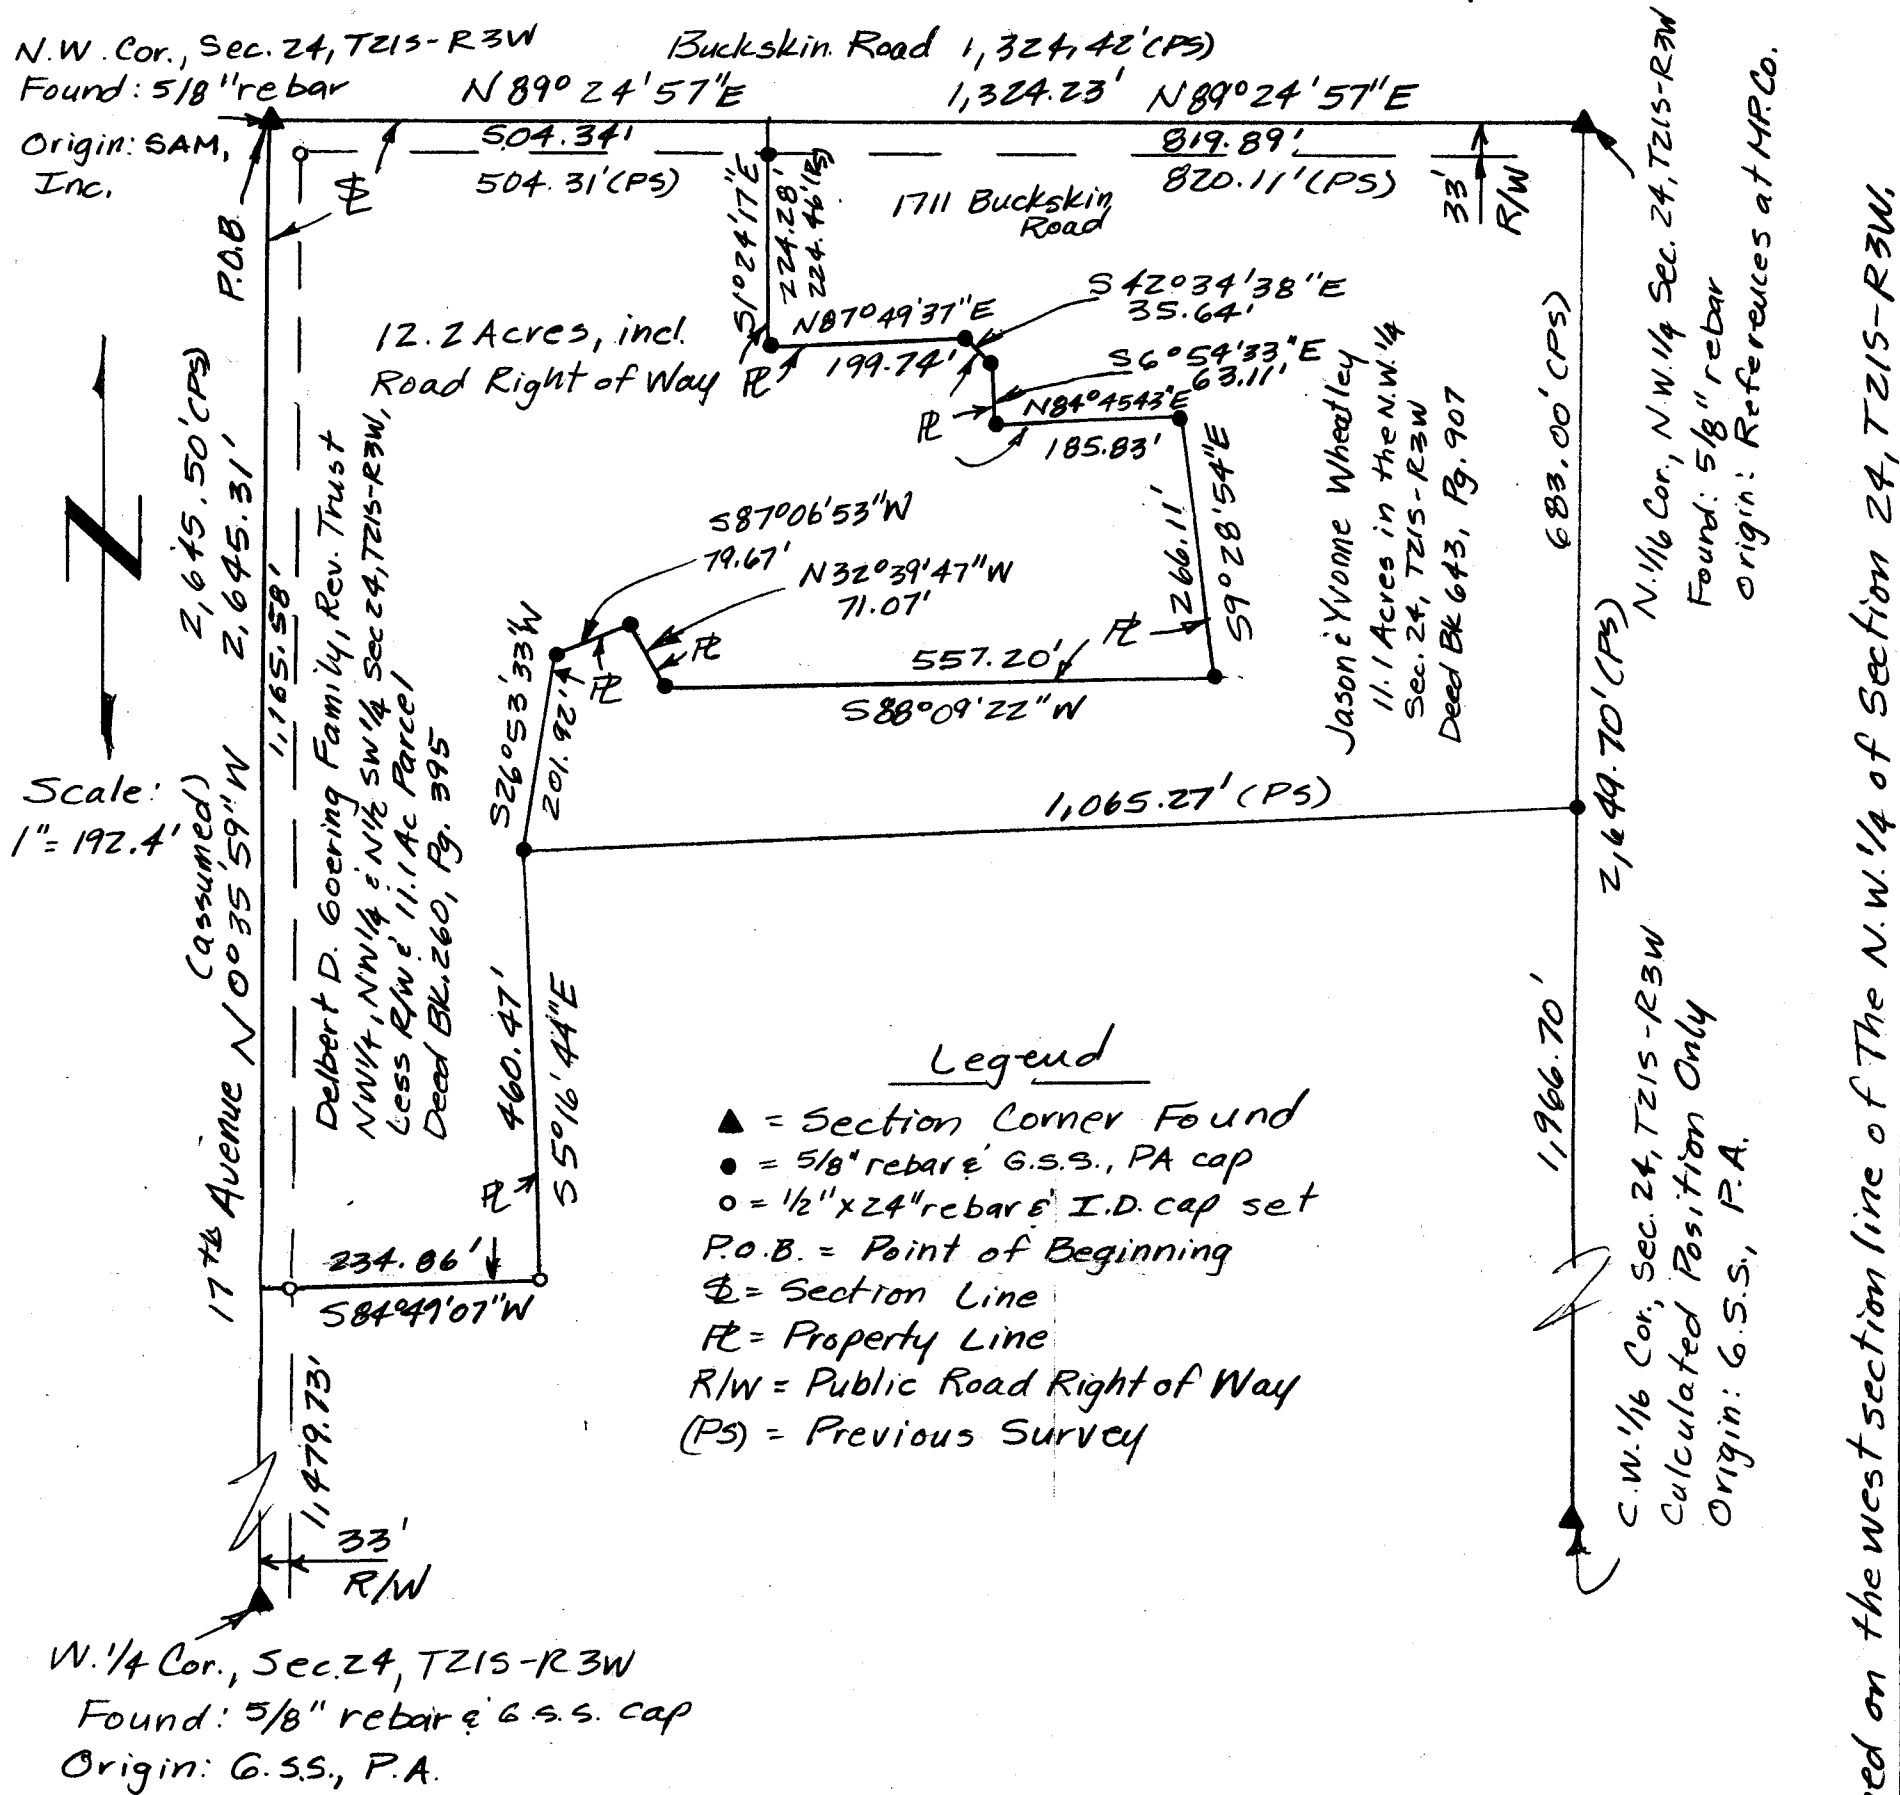 N.W. Cor., Sec. 24, T21S-R3W
Found: 5/8" rebar
Origin: SAM,
Inc.
Buckskin Road 1,324.42' (PS)
N 89° 24' 57" E
1,324.23' N 89° 24' 57" E
504.34'
504.31' (PS)
819.89'
820.11' (PS)
33'
R/W
P.O.B.
S1° 24' 17" E
224.28'
224.46' (PS)
1711 Buckskin
Road
12.2 Acres, incl.
Road Right of Way
N87° 49' 37" E
199.74'
S 42° 34' 38" E
35.64'
S 6° 54' 33" E
63.11'
N84° 45 43" E
185.83'
266.11'
S9° 28' 54" E
557.20'
S88° 09' 22" W
N32° 39' 47" W
71.07'
S87° 06' 53" W
79.67'
S26° 53' 33" W
201.92'
460.47'
S 5° 16' 44" E
234.86'
S84° 49' 07" W
1,065.27' (PS)
Jason & Yvonne Wheatley
11.1 Acres in the N.W. 1/4
Sec. 24, T21S-R3W
Deed Bk 643, Pg. 907
683.00' (PS)
2,649.70' (PS)
1,966.70'
N. 1/16 Cor., N.W. 1/4 Sec. 24, T21S-R3W
Found: 5/8" rebar
Origin: References at MP. Co.
C.W. 1/16 Cor., Sec. 24, T21S-R3W
Calculated Position Only
Origin: G.S.S., P.A.
2,645.50' (PS)
2,645.31'
1,165.58'
(assumed)
17th Avenue N 0° 35' 59" W
Delbert D. Goering Family, Rev. Trust
NW1/4, NW1/4 & N1/2 SW1/4 Sec 24, T21S-R3W,
Less R/W & 11.1 Ac Parcel
Deed BK. 260, Pg. 395
Scale:
1" = 192.4'
1,479.73'
33'
R/W
W. 1/4 Cor., Sec. 24, T21S-R3W
Found: 5/8" rebar & G.S.S. cap
Origin: G.S.S., P.A.
Legend
▲ = Section Corner Found
● = 5/8" rebar & G.S.S., PA cap
○ = 1/2" x 24" rebar & I.D. cap set
P.O.B. = Point of Beginning
SL = Section Line
PL = Property Line
R/W = Public Road Right of Way
(PS) = Previous Survey
on the west section line of The N.W. 1/4 of Section 24, T21S-R3W,